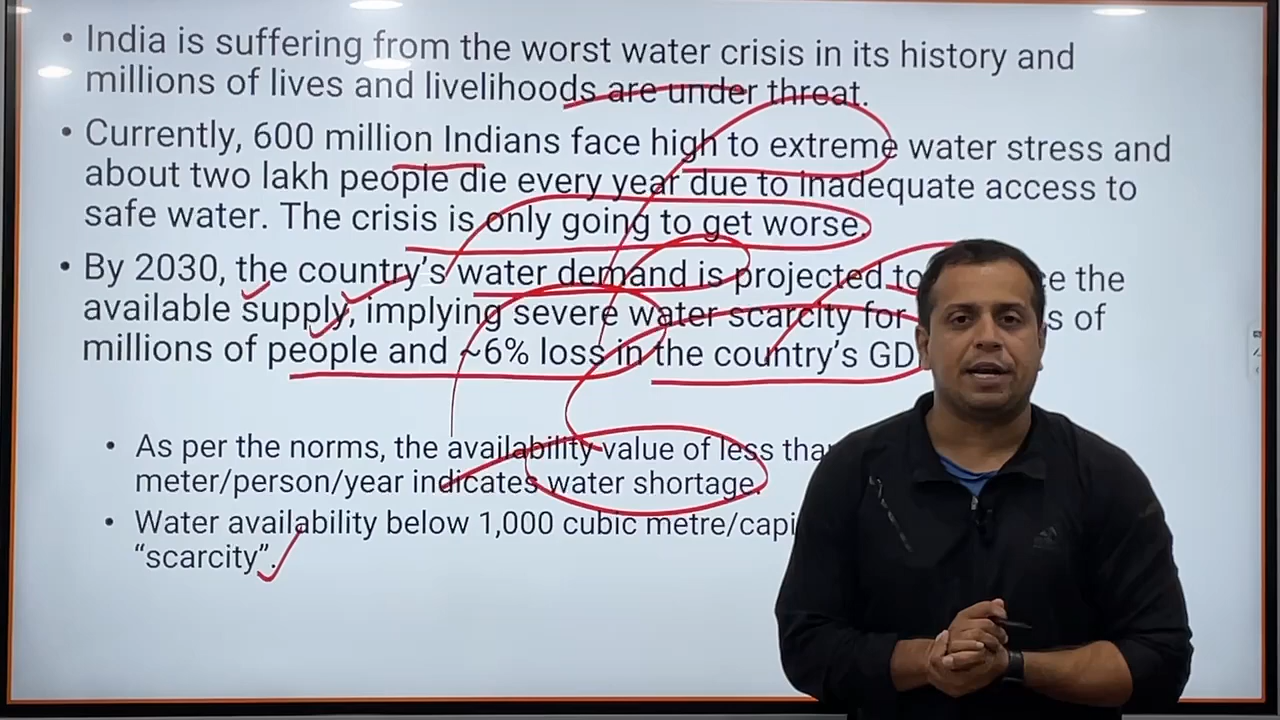 • India is suffering from the worst water crisis in its history and
millions of lives and livelihoods are under threat.
• Currently, 600 million Indians face high to extreme water stress and
about two lakh people die every year due to inadequate access to
safe water. The crisis is only going to get worse.
• By 2030, the country's water demand is projected to the
available supply, implying severe water scarcity for of
millions of people and ~6% loss in the country's
• As per the norms, the availability value of less
meter/person/year indicates water shortage.
• Water availability below 1,000 cubic
"scarcity".